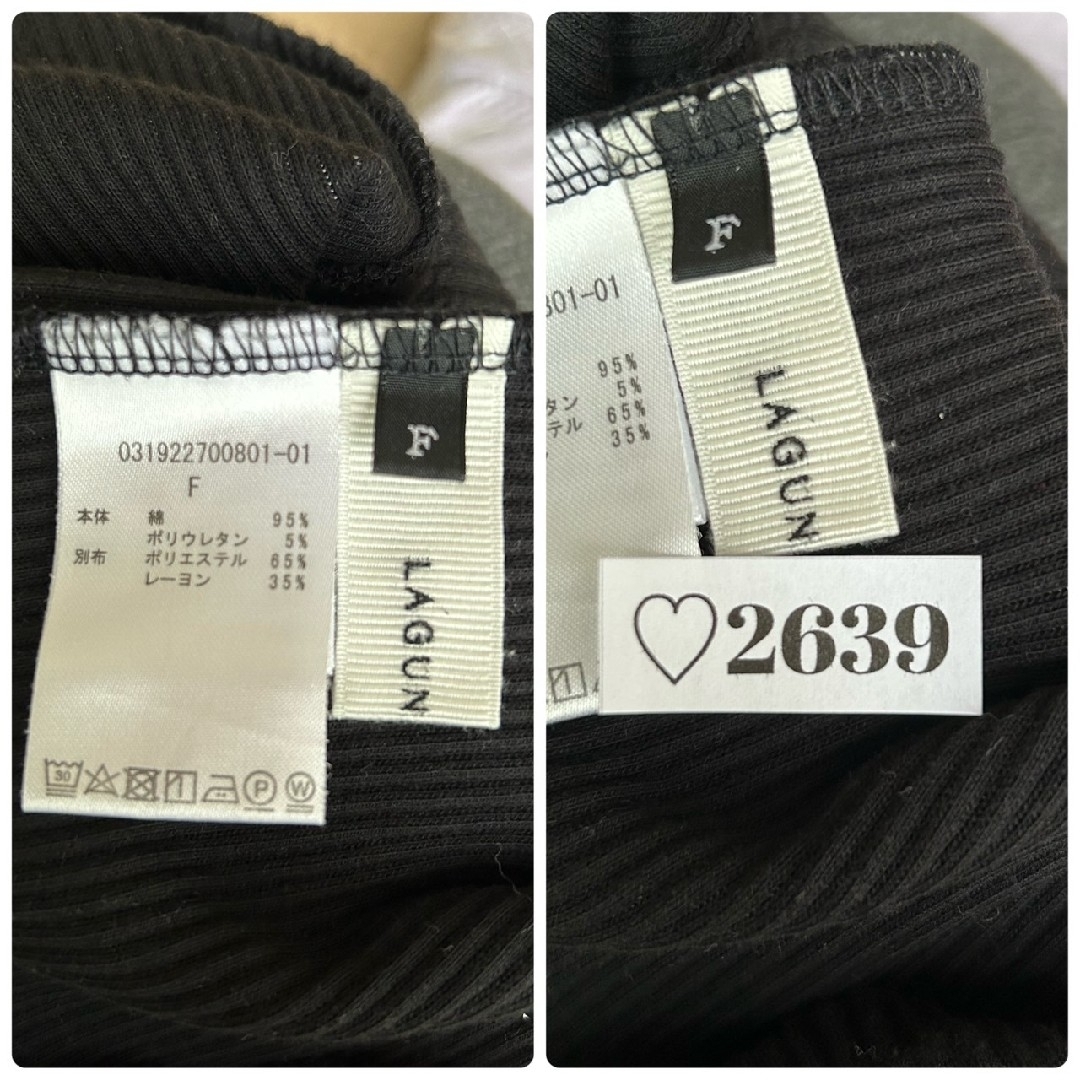 031922700801-01
F
本体 綿 95%
ポリウレタン 5%
別布 ポリエステル 65%
レーヨン 35%
30
P
W
F
LAGUN
801-01
95%
タン 5%
テル 65%
35%
F
LAGUN
♡2639